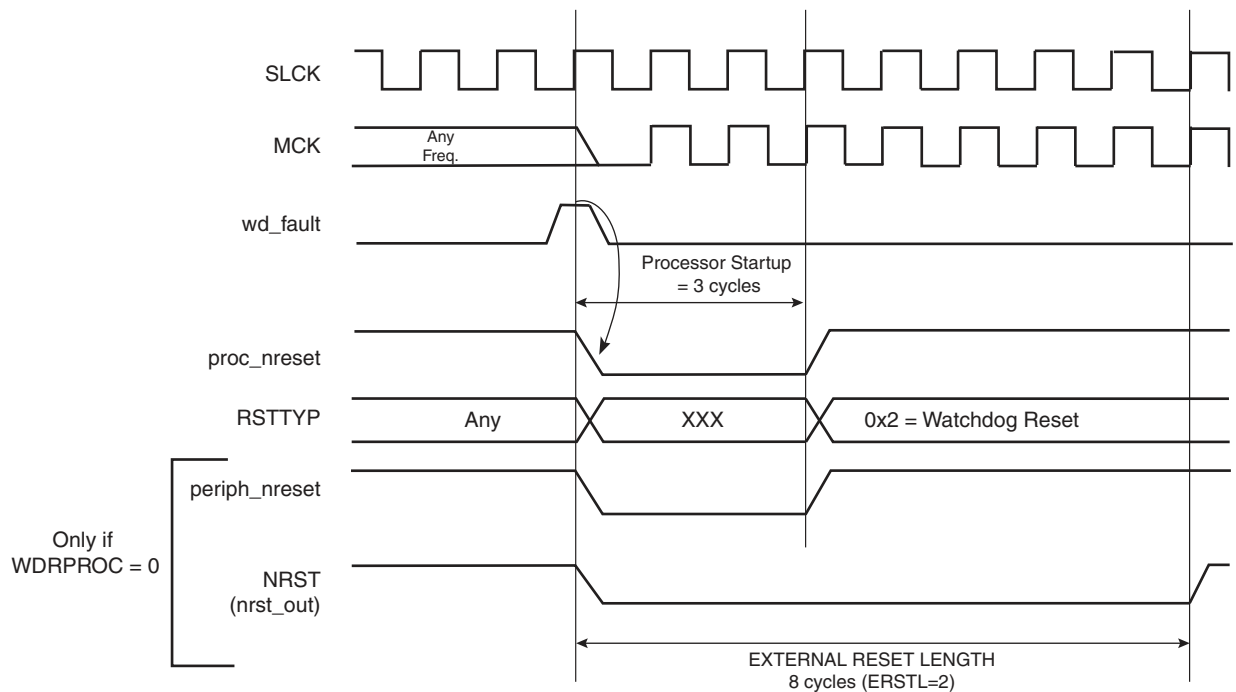 SLCK
MCK
Any
Freq.
wd_fault
Processor Startup
= 3 cycles
proc_nreset
RSTTYP
Any
XXX
0x2 = Watchdog Reset
periph_nreset
Only if
WDRPROC = 0
NRST
(nrst_out)
EXTERNAL RESET LENGTH
8 cycles (ERSTL=2)